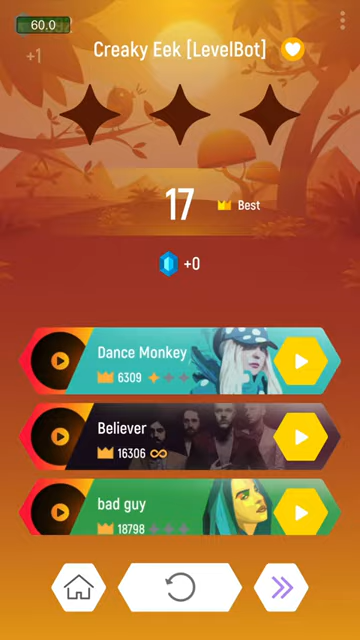 60.0
+1
Creaky Eek [LevelBot]
17
Best
+0
Dance Monkey
6309
Believer
16306
bad guy
18798